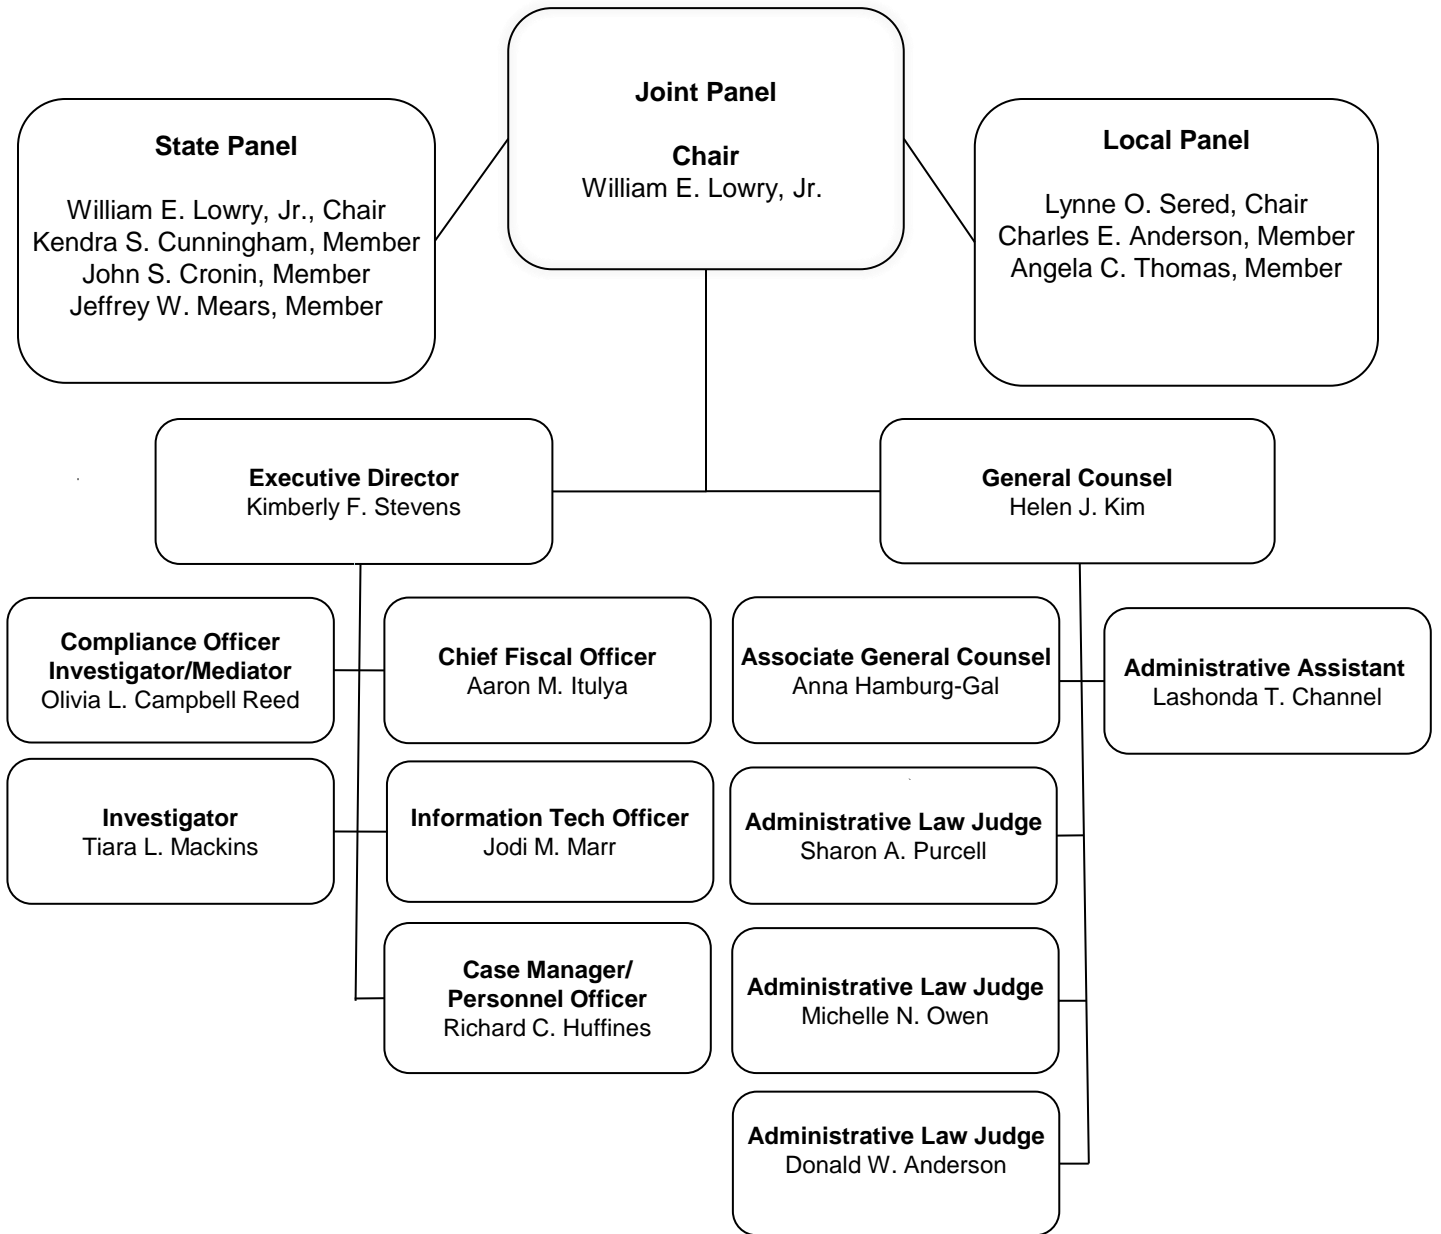 Joint Panel
Chair
William E. Lowry, Jr.
State Panel
William E. Lowry, Jr., Chair
Kendra S. Cunningham, Member
John S. Cronin, Member
Jeffrey W. Mears, Member
Local Panel
Lynne O. Sered, Chair
Charles E. Anderson, Member
Angela C. Thomas, Member
Executive Director
Kimberly F. Stevens
General Counsel
Helen J. Kim
Compliance Officer
Investigator/Mediator
Olivia L. Campbell Reed
Chief Fiscal Officer
Aaron M. Itulya
Associate General Counsel
Anna Hamburg-Gal
Administrative Assistant
Lashonda T. Channel
Investigator
Tiara L. Mackins
Information Tech Officer
Jodi M. Marr
Administrative Law Judge
Sharon A. Purcell
Case Manager/
Personnel Officer
Richard C. Huffines
Administrative Law Judge
Michelle N. Owen
Administrative Law Judge
Donald W. Anderson